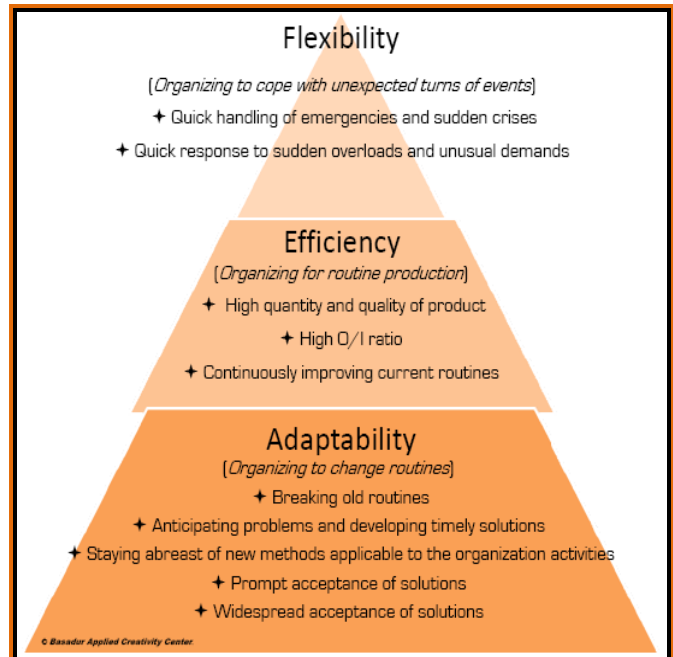 Flexibility
(Organizing to cope with unexpected turns of events)
✦ Quick handling of emergencies and sudden crises
✦ Quick response to sudden overloads and unusual demands
Efficiency
(Organizing for routine production)
✦ High quantity and quality of product
✦ High O/I ratio
✦ Continuously improving current routines
Adaptability
(Organizing to change routines)
✦ Breaking old routines
✦ Anticipating problems and developing timely solutions
✦ Staying abreast of new methods applicable to the organization activities
✦ Prompt acceptance of solutions
✦ Widespread acceptance of solutions
© Basadur Applied Creativity Center.